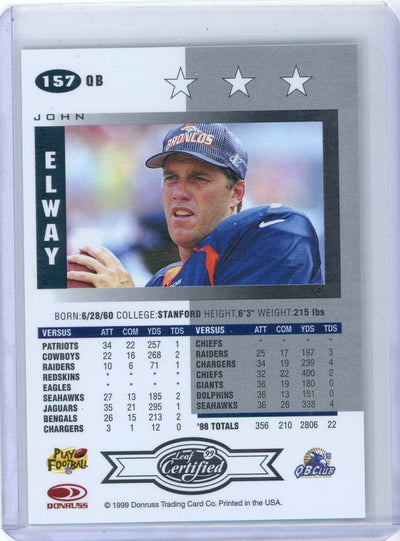 157 QB
JOHN
ELWAY
BRONCOS
BORN:6/28/60 COLLEGE:STANFORD HEIGHT:6'3" WEIGHT:215 lbs
VERSUS ATT COM YDS TDS
PATRIOTS 34 22 257 1
COWBOYS 22 16 268 2
RAIDERS 10 6 71 1
REDSKINS * * * *
EAGLES * * * *
SEAHAWKS 27 13 185 2
JAGUARS 35 21 295 1
BENGALS 26 15 213 2
CHARGERS 3 1 12 0
VERSUS ATT COM YDS TDS
CHIEFS * * * *
RAIDERS 25 17 197 3
CHARGERS 34 19 239 4
CHIEFS 32 22 400 2
GIANTS 36 19 180 0
DOLPHINS 36 13 151 0
SEAHAWKS 36 26 338 4
'98 TOTALS 356 210 2806 22
PLAY FOOTBALL
DONRUSS
Leaf 99
Certified
QB CLUB
© 1999 Donruss Trading Card Co. Printed in the USA.